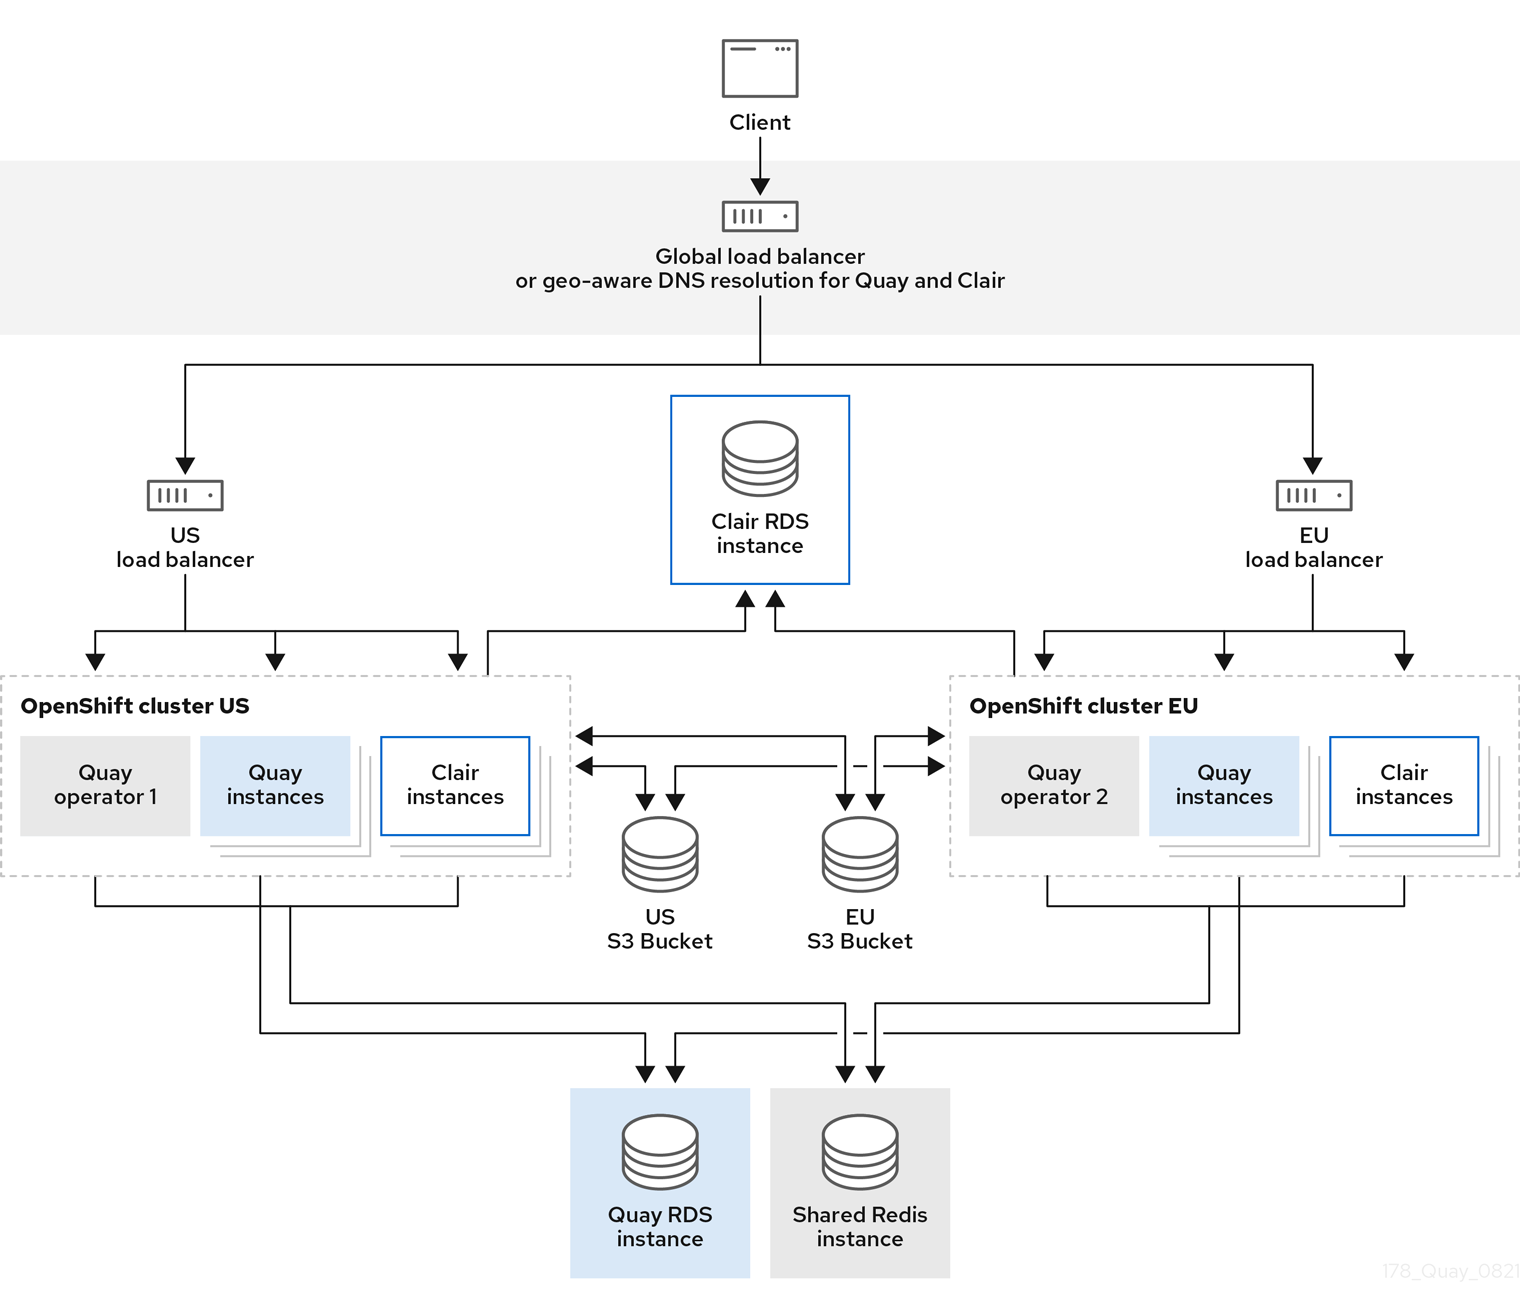 Client
Global load balancer
or geo-aware DNS resolution for Quay and Clair
Clair RDS
instance
US
load balancer
EU
load balancer
OpenShift cluster US
Quay
operator 1
Quay
instances
Clair
instances
OpenShift cluster EU
Quay
operator 2
Quay
instances
Clair
instances
US
S3 Bucket
EU
S3 Bucket
Quay RDS
instance
Shared Redis
instance
178_Quay_0821